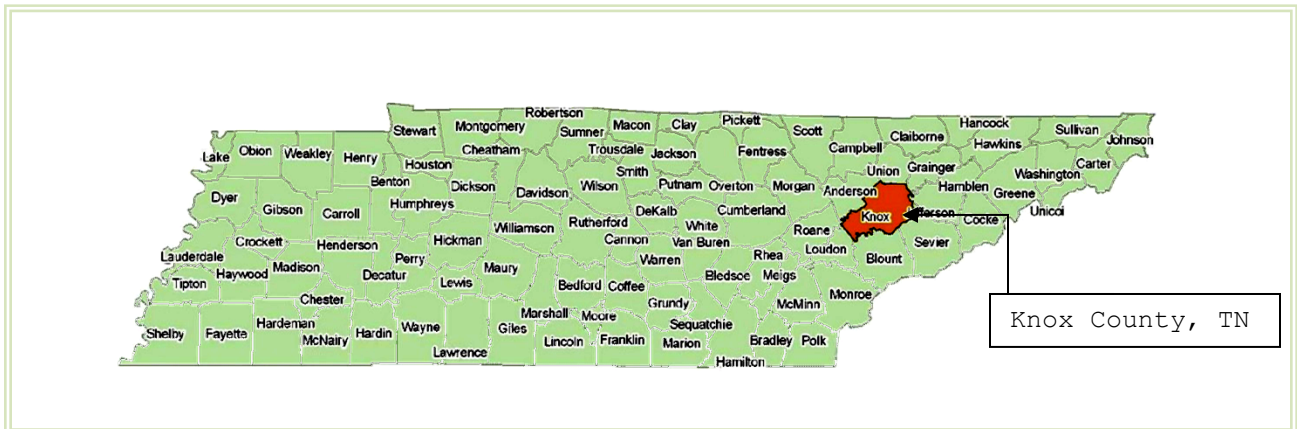 Robertson
Stewart Montgomery Sumner Macon Clay Pickett Scott Claiborne Hancock Sullivan Johnson
Lake Obion Weakley Henry Houston Cheatham Trousdale Jackson Fentress Campbell Hawkins Carter
Dyer Benton Dickson Davidson Wilson Smith Putnam Overton Morgan Anderson Union Grainger Hamblen Greene Washington
Gibson Carroll Humphreys Williamson Rutherford DeKalb White Cumberland Roane Knox Cocke Unicoi
Crockett Henderson Perry Hickman Cannon Van Buren Rhea Loudon Blount Sevier
Lauderdale Haywood Madison Decatur Lewis Maury Warren Bledsoe Meigs
Tipton Chester Bedford Coffee Grundy McMinn Monroe
Shelby Fayette Hardeman McNairy Hardin Wayne Giles Marshall Moore Sequatchie
Lawrence Lincoln Franklin Marion Hamilton Bradley Polk
Knox County, TN